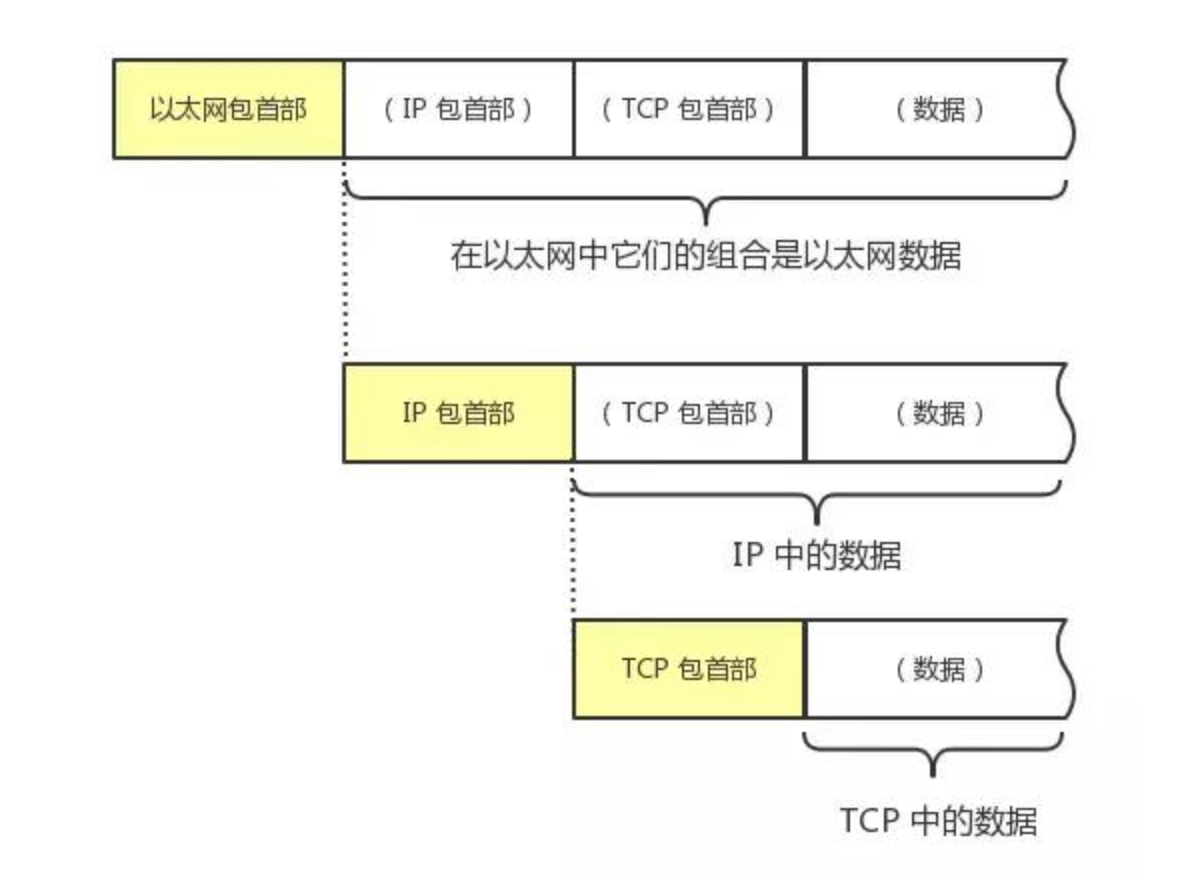 以太网包首部 （ IP 包首部 ） （ TCP 包首部 ） （ 数据 ）
在以太网中它们的组合是以太网数据
IP 包首部 （ TCP 包首部 ） （ 数据 ）
IP 中的数据
TCP 包首部 （ 数据 ）
TCP 中的数据